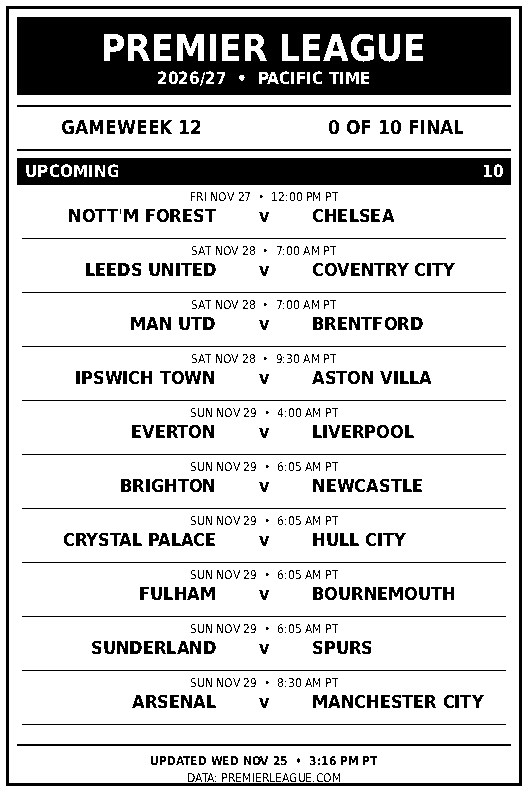 PREMIER LEAGUE
2026/27 • PACIFIC TIME
GAMEWEEK 12 0 OF 10 FINAL
UPCOMING 10
FRI NOV 27 • 12:00 PM PT
NOTT'M FOREST v CHELSEA
SAT NOV 28 • 7:00 AM PT
LEEDS UNITED v COVENTRY CITY
SAT NOV 28 • 7:00 AM PT
MAN UTD v BRENTFORD
SAT NOV 28 • 9:30 AM PT
IPSWICH TOWN v ASTON VILLA
SUN NOV 29 • 4:00 AM PT
EVERTON v LIVERPOOL
SUN NOV 29 • 6:05 AM PT
BRIGHTON v NEWCASTLE
SUN NOV 29 • 6:05 AM PT
CRYSTAL PALACE v HULL CITY
SUN NOV 29 • 6:05 AM PT
FULHAM v BOURNEMOUTH
SUN NOV 29 • 6:05 AM PT
SUNDERLAND v SPURS
SUN NOV 29 • 8:30 AM PT
ARSENAL v MANCHESTER CITY
UPDATED WED NOV 25 • 3:16 PM PT
DATA: PREMIERLEAGUE.COM